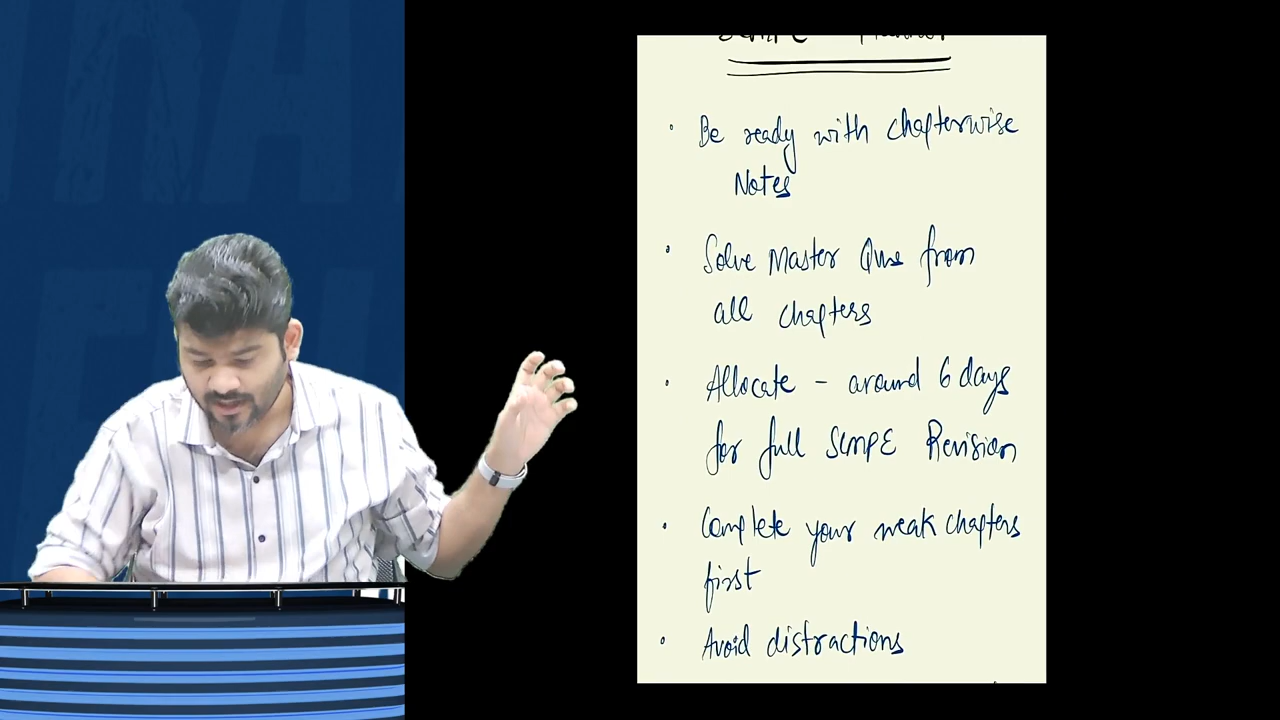 • Be ready with chapterwise
Notes
• Solve Master Ques from
all chapters
• Allocate - around 6 days
for full SCMPE Revision
• Complete your weak chapters
first
• Avoid distractions